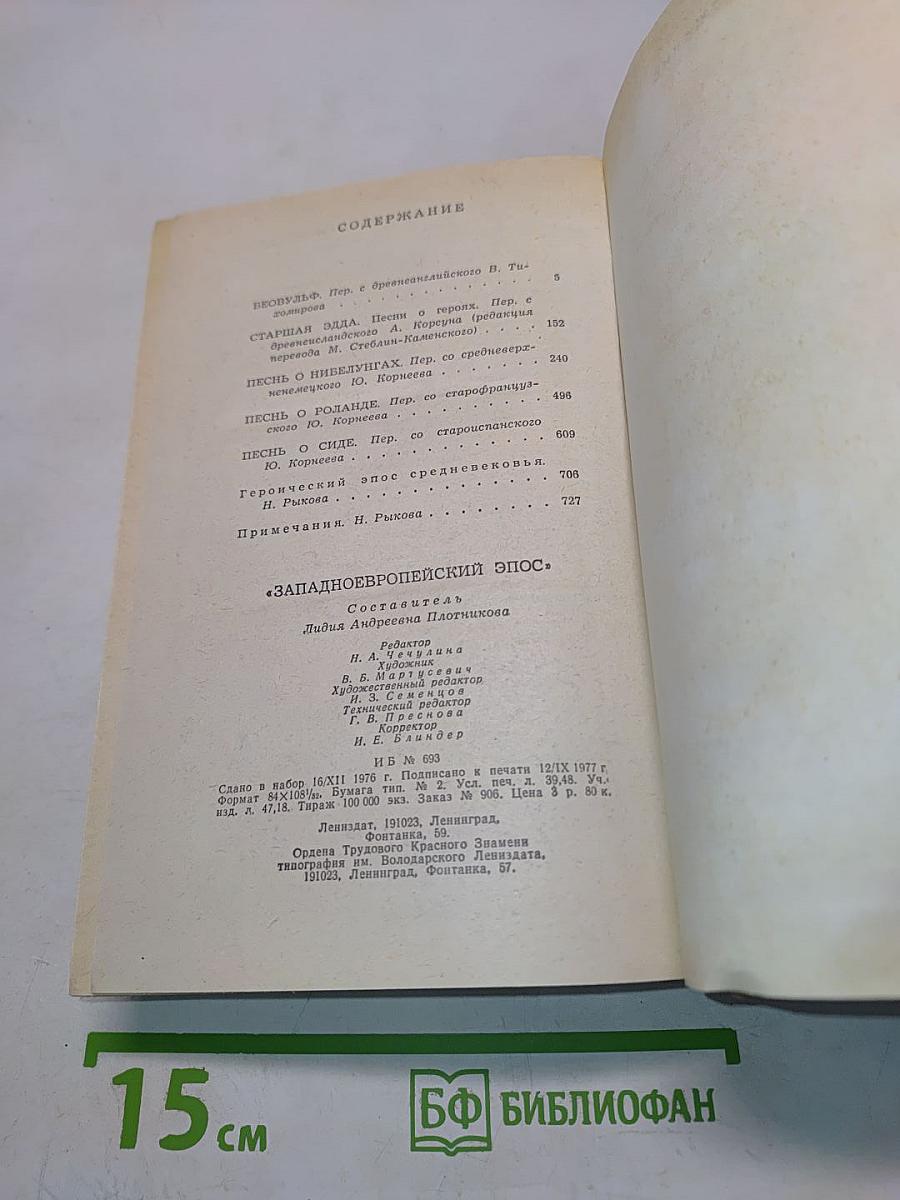 СОДЕРЖАНИЕ
БЕОВУЛЬФ. Пер. с древнеанглийского В. Ти-
хомирова . . . . . . . . . . . . . 5
СТАРШАЯ ЭДДА. Песни о героях. Пер. с
древнеисландского А. Корсуна (редакция
перевода М. Стеблин-Каменского) . . . . 152
ПЕСНЬ О НИБЕЛУНГАХ. Пер. со средневерх-
ненемецкого Ю. Корнеева . . . . . . . 240
ПЕСНЬ О РОЛАНДЕ. Пер. со старофранцуз-
ского Ю. Корнеева . . . . . . . . . . 496
ПЕСНЬ О СИДЕ. Пер. со староиспанского
Ю. Корнеева . . . . . . . . . . . . . 609
Героический эпос средневековья.
Н. Рыкова . . . . . . . . . . . . . . 706
Примечания. Н. Рыкова . . . . . . . . 727
«ЗАПАДНОЕВРОПЕЙСКИЙ ЭПОС»
Составитель
Лидия Андреевна Плотникова
Редактор
Н. А. Чечулина
Художник
В. Б. Мартусевич
Художественный редактор
И. З. Семенцов
Технический редактор
Г. В. Преснова
Корректор
И. Е. Блиндер
ИБ № 693
Сдано в набор 16/XII 1976 г. Подписано к печати 12/IX 1977 г.
Формат 84×108¹/₃₂. Бумага тип. № 2. Усл. печ. л. 39,48. Уч.-
изд. л. 47,18. Тираж 100 000 экз. Заказ № 906. Цена 3 р. 80 к.
Лениздат, 191023, Ленинград,
Фонтанка, 59.
Ордена Трудового Красного Знамени
типография им. Володарского Лениздата,
191023, Ленинград, Фонтанка, 57.
15 см
БФ БИБЛИОФАН